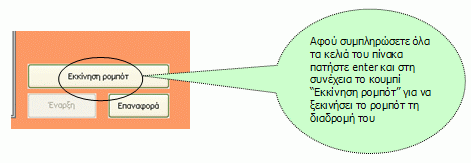 Εκκίνηση ρομπότ
Έναρξη Επαναφορά
Αφού συμπληρώσετε όλα
τα κελιά του πίνακα
πατήστε enter και στη
συνέχεια το κουμπί
“Εκκίνηση ρομπότ” για να
ξεκινήσει το ρομπότ τη
διαδρομή του